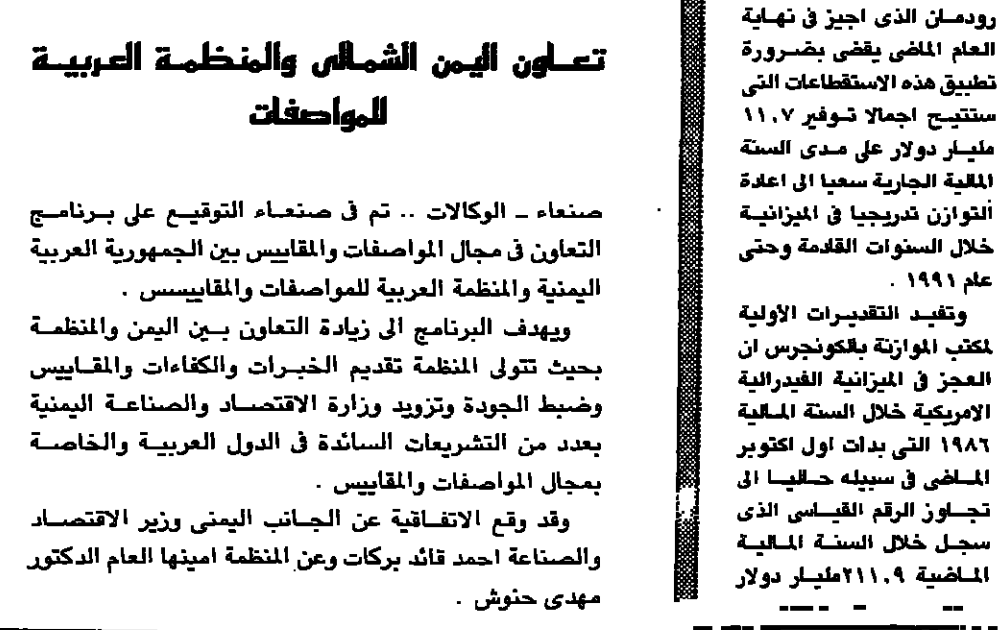 رودمان الذى اجيز فى نهاية
العام الماضى يقضى بضرورة
تطبيق هذه الاستقطاعات التى
ستتيح اجمالا توفير ١١,٧
مليار دولار على مدى السنة
المالية الجارية سعيا الى اعادة
التوازن تدريجيا فى الميزانية
خلال السنوات القادمة وحتى
عام ١٩٩١ .
وتفيد التقديرات الأولية
لمكتب الموازنة بالكونجرس ان
العجز فى الميزانية الفيدرالية
الامريكية خلال السنة المالية
١٩٨٦ التى بدات اول اكتوبر
الماضى فى سبيله حاليا الى
تجاوز الرقم القياسى الذى
سجل خلال السنة المالية
الماضية ٢١١,٩مليار دولار
تعاون اليمن الشمالى والمنظمة العربية
للمواصفات
صنعاء ـ الوكالات .. تم فى صنعاء التوقيع على برنامج
التعاون فى مجال المواصفات والمقاييس بين الجمهورية العربية
اليمنية والمنظمة العربية للمواصفات والمقاييسس .
ويهدف البرنامج الى زيادة التعاون بين اليمن والمنظمة
بحيث تتولى المنظمة تقديم الخبرات والكفاءات والمقاييس
وضبط الجودة وتزويد وزارة الاقتصاد والصناعة اليمنية
بعدد من التشريعات السائدة فى الدول العربية والخاصة
بمجال المواصفات والمقاييس .
وقد وقع الاتفاقية عن الجانب اليمنى وزير الاقتصاد
والصناعة احمد قائد بركات وعن المنظمة امينها العام الدكتور
مهدى حنوش .